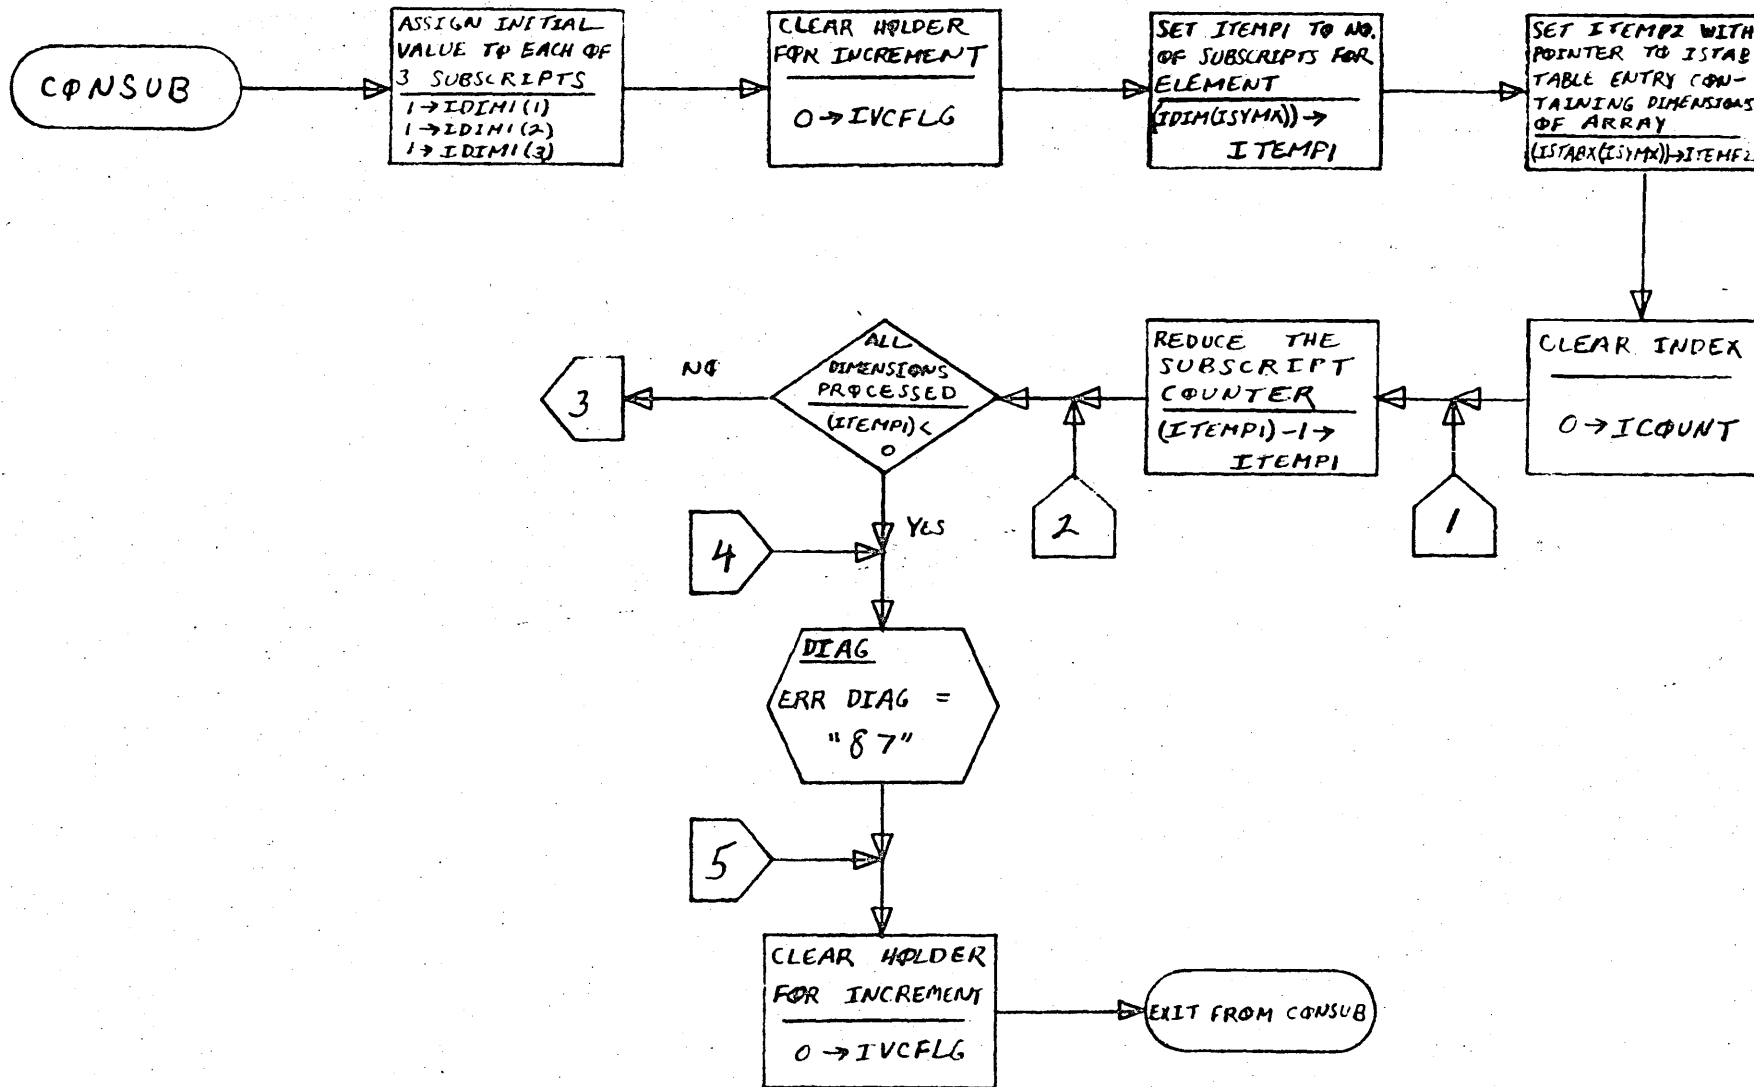 CONSUB
ASSIGN INITIAL
VALUE TO EACH OF
3 SUBSCRIPTS
1 → IDIM1(1)
1 → IDIM1(2)
1 → IDIM1(3)
CLEAR HOLDER
FOR INCREMENT
0 → IVCFLG
SET ITEMP1 TO NO.
OF SUBSCRIPTS FOR
ELEMENT
(IDIM(ISYMX)) →
ITEMP1
SET ITEMP2 WITH
POINTER TO ISTAB
TABLE ENTRY CON-
TAINING DIMENSIONS
OF ARRAY
(ISTABX(ISYMX)) → ITEMP2
CLEAR INDEX
0 → ICOUNT
1
REDUCE THE
SUBSCRIPT
COUNTER
(ITEMP1) - 1 →
ITEMP1
2
ALL
DIMENSIONS
PROCESSED
(ITEMP1) <
0
NO
3
YES
4
DIAG
ERR DIAG =
"87"
5
CLEAR HOLDER
FOR INCREMENT
0 → IVCFLG
EXIT FROM CONSUB